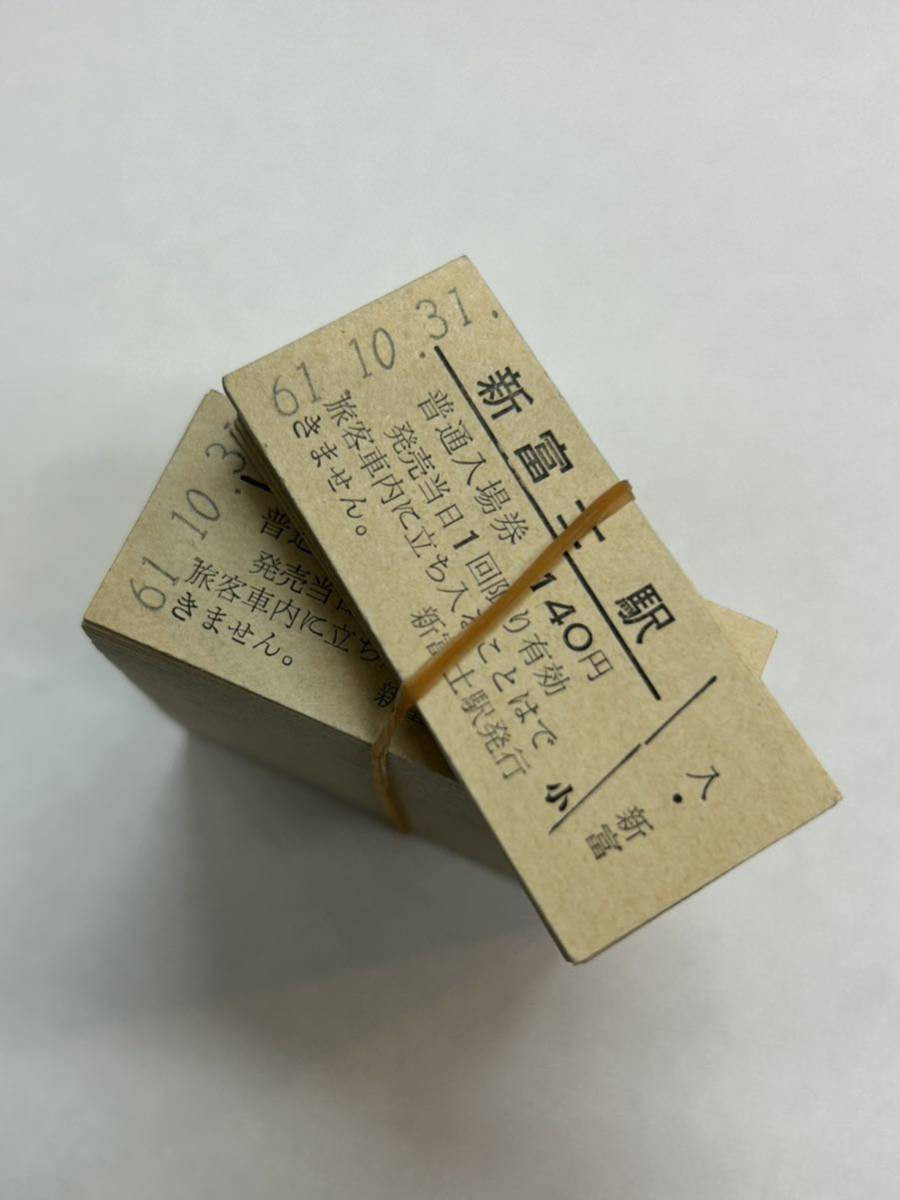 61.10.31.
新富士駅
普通入場券 140円
発売当日1回限り有効
旅客車内に立ち入ることはで
きません。
新富士駅発行
小
入・新富
61.10.3
普通
発売当日
旅客車内に立ち
きません。
新